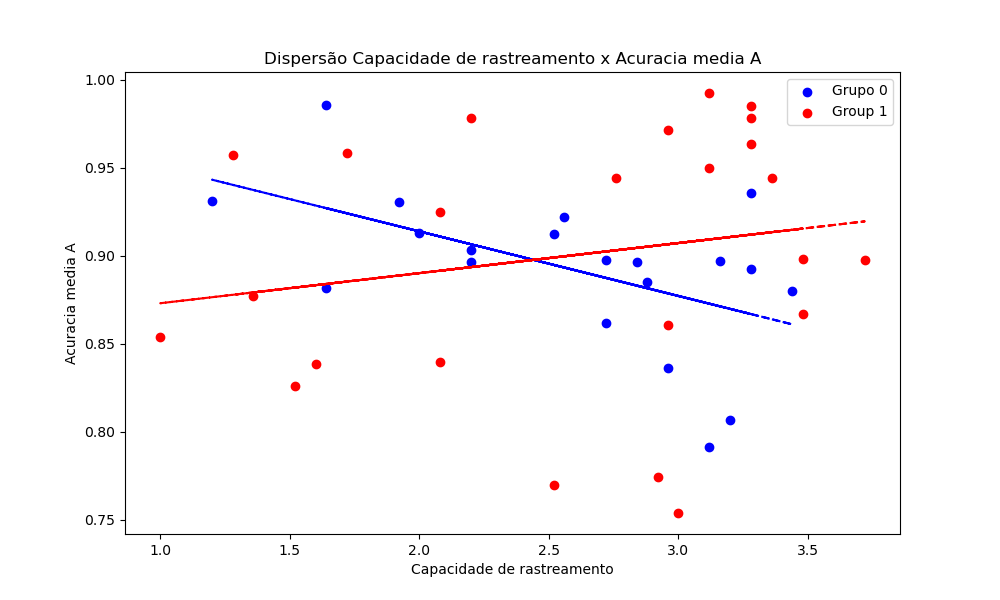 Dispersão Capacidade de rastreamento x Acuracia media A
Grupo 0
Group 1
1.00
0.95
0.90
0.85
0.80
0.75
Acuracia media A
1.0 1.5 2.0 2.5 3.0 3.5
Capacidade de rastreamento